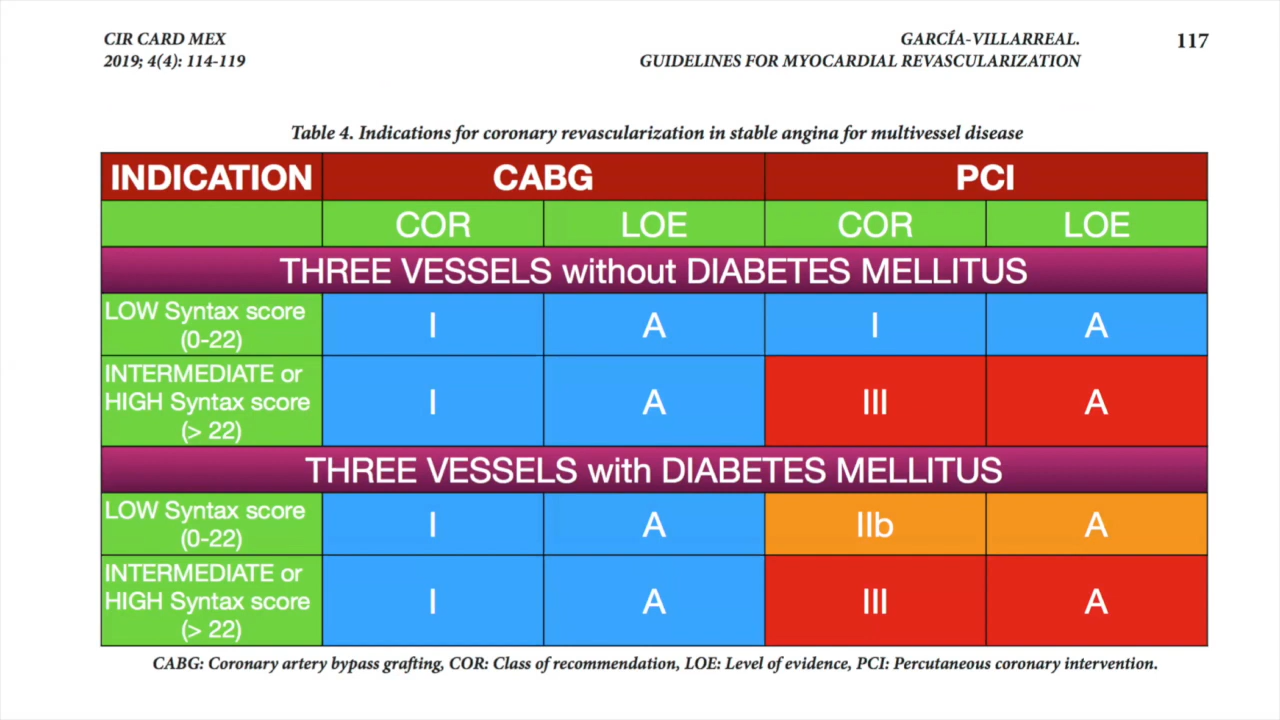 CIR CARD MEX
2019; 4(4): 114-119
GARCÍA-VILLARREAL.
GUIDELINES FOR MYOCARDIAL REVASCULARIZATION
117
Table 4. Indications for coronary revascularization in stable angina for multivessel disease
INDICATION CABG PCI
COR LOE COR LOE
THREE VESSELS without DIABETES MELLITUS
LOW Syntax score
(0-22)
I A I A
INTERMEDIATE or
HIGH Syntax score
(> 22)
I A III A
THREE VESSELS with DIABETES MELLITUS
LOW Syntax score
(0-22)
I A IIb A
INTERMEDIATE or
HIGH Syntax score
(> 22)
I A III A
CABG: Coronary artery bypass grafting, COR: Class of recommendation, LOE: Level of evidence, PCI: Percutaneous coronary intervention.